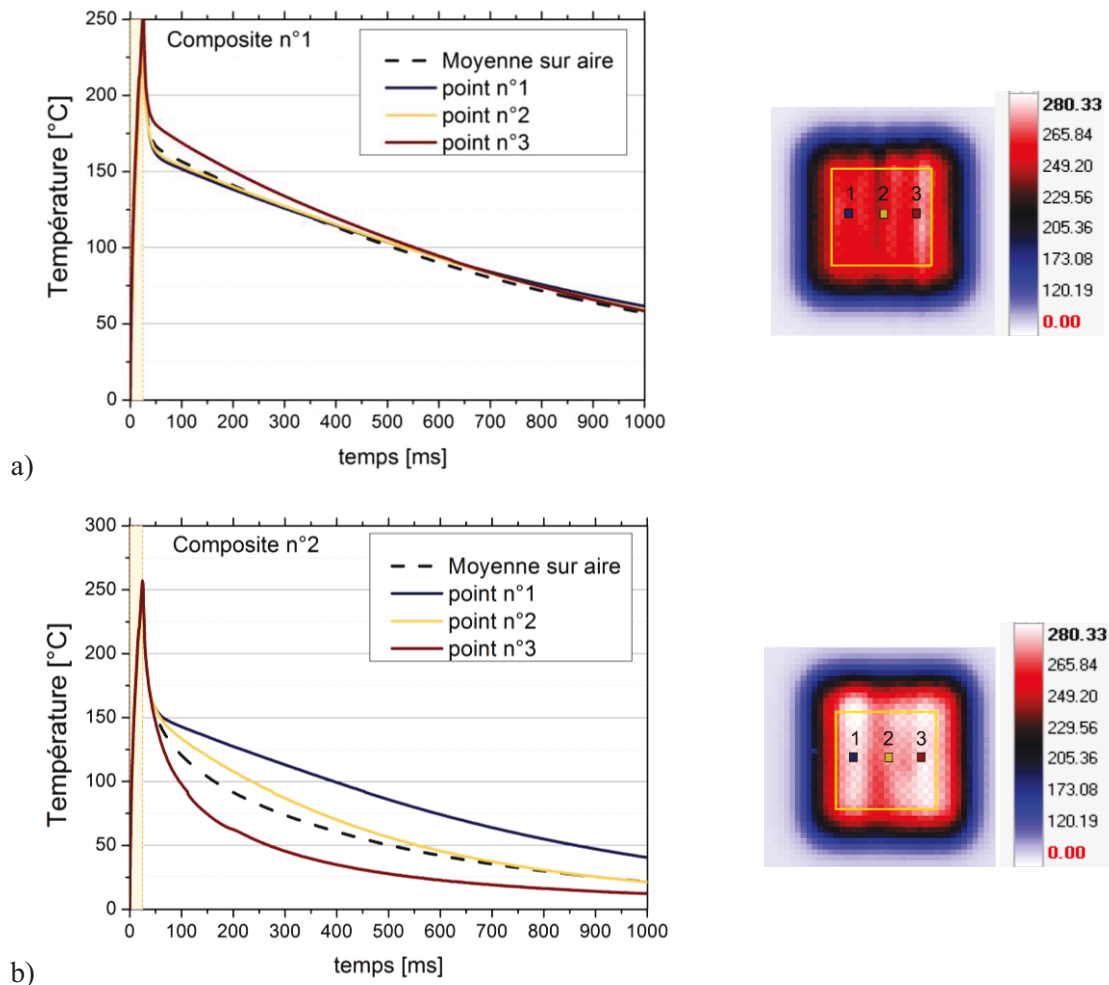 Composite n°1
Moyenne sur aire
point n°1
point n°2
point n°3
Température [°C]
250
200
150
100
50
0
0 100 200 300 400 500 600 700 800 900 1000
temps [ms]
1 2 3
280.33
265.84
249.20
229.56
205.36
173.08
120.19
0.00
a)
Composite n°2
Moyenne sur aire
point n°1
point n°2
point n°3
Température [°C]
300
250
200
150
100
50
0
0 100 200 300 400 500 600 700 800 900 1000
temps [ms]
1 2 3
280.33
265.84
249.20
229.56
205.36
173.08
120.19
0.00
b)